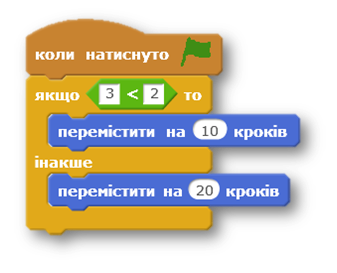 коли натиснуто
якщо 3 < 2 то
перемістити на 10 кроків
інакше
перемістити на 20 кроків